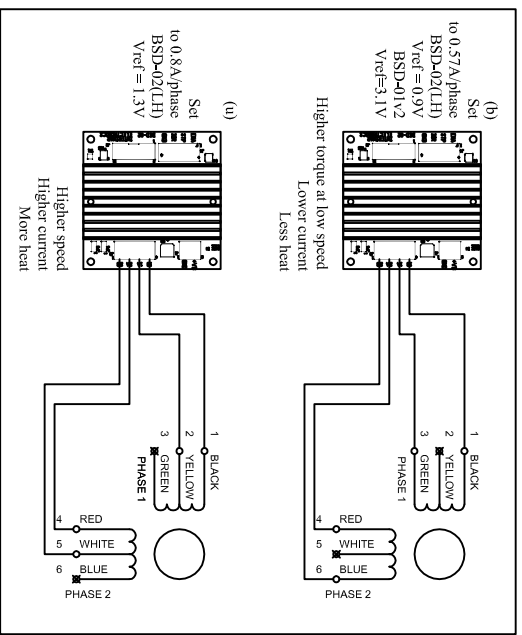 (b)
Set
to 0.57A/phase
BSD-02(LH)
Vref = 0.9V
BSD-01v2
Vref=3.1V
Higher torque at low speed
Lower current
Less heat
1 BLACK
2 YELLOW
3 GREEN
PHASE 1
4 RED
5 WHITE
6 BLUE
PHASE 2
(u)
Set
to 0.8A/phase
BSD-02(LH)
Vref = 1.3V
Higher speed
Higher current
More heat
1 BLACK
2 YELLOW
3 GREEN
PHASE 1
4 RED
5 WHITE
6 BLUE
PHASE 2